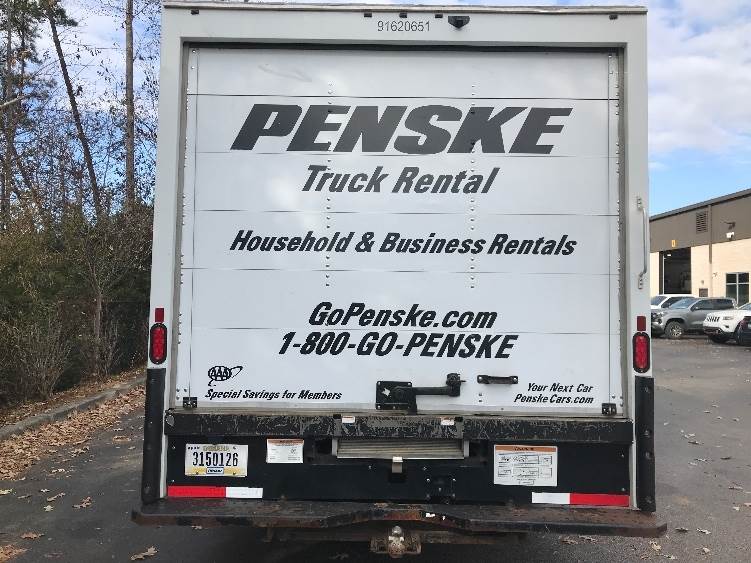 91620651
PENSKE
Truck Rental
Household & Business Rentals
GoPenske.com
1-800-GO-PENSKE
AAA
Special Savings for Members
Your Next Car
PenskeCars.com
3150126